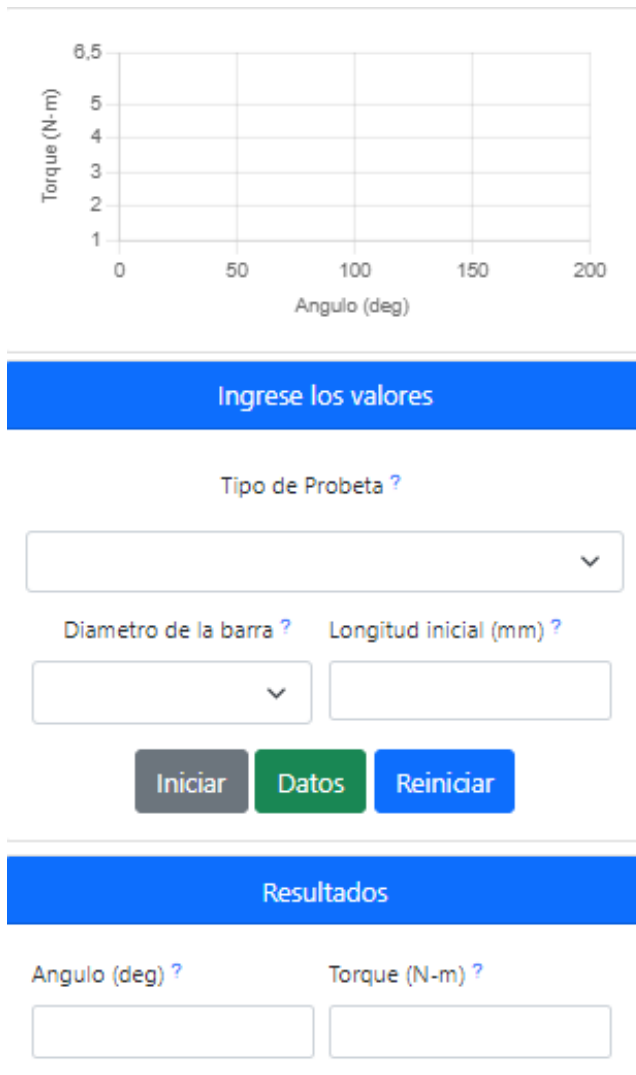 6,5
5
4
3
2
1
Torque (N-m)
0 50 100 150 200
Angulo (deg)
Ingrese los valores
Tipo de Probeta ?
Diametro de la barra ? Longitud inicial (mm) ?
Iniciar Datos Reiniciar
Resultados
Angulo (deg) ? Torque (N-m) ?